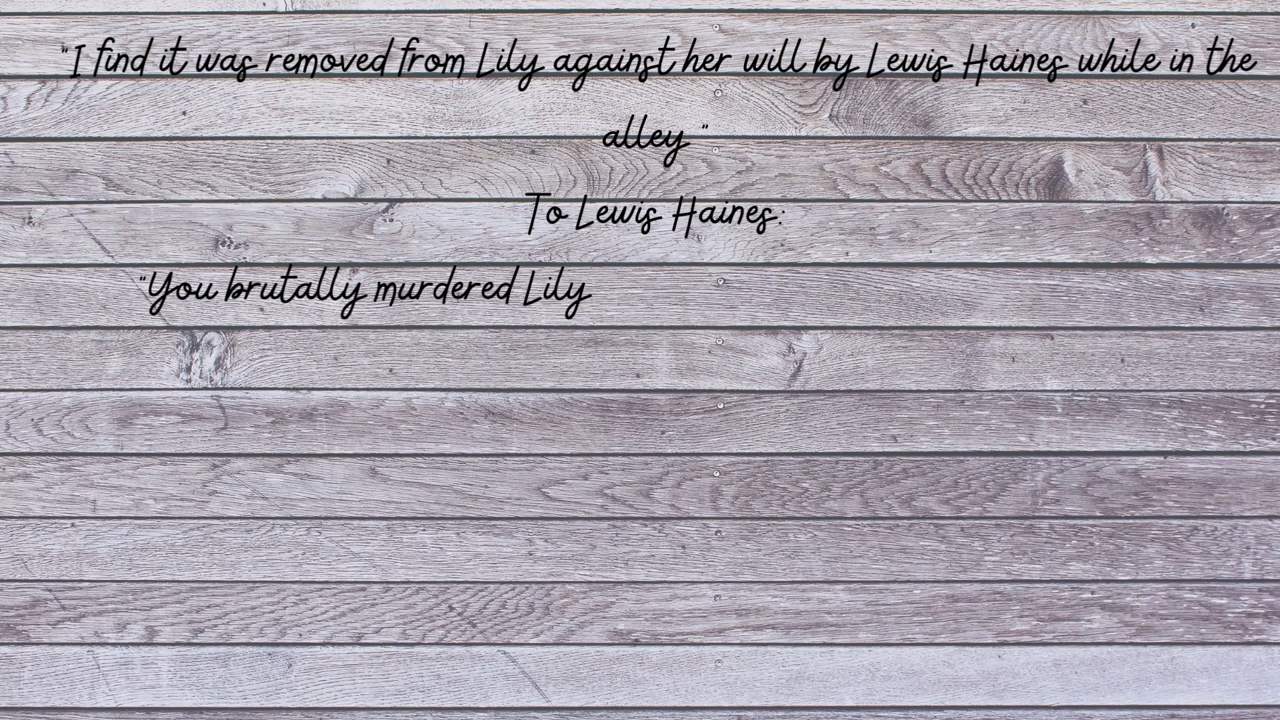 "I find it was removed from Lily against her will by Lewis Haines while in the
alley "
To Lewis Haines:
"You brutally murdered Lily